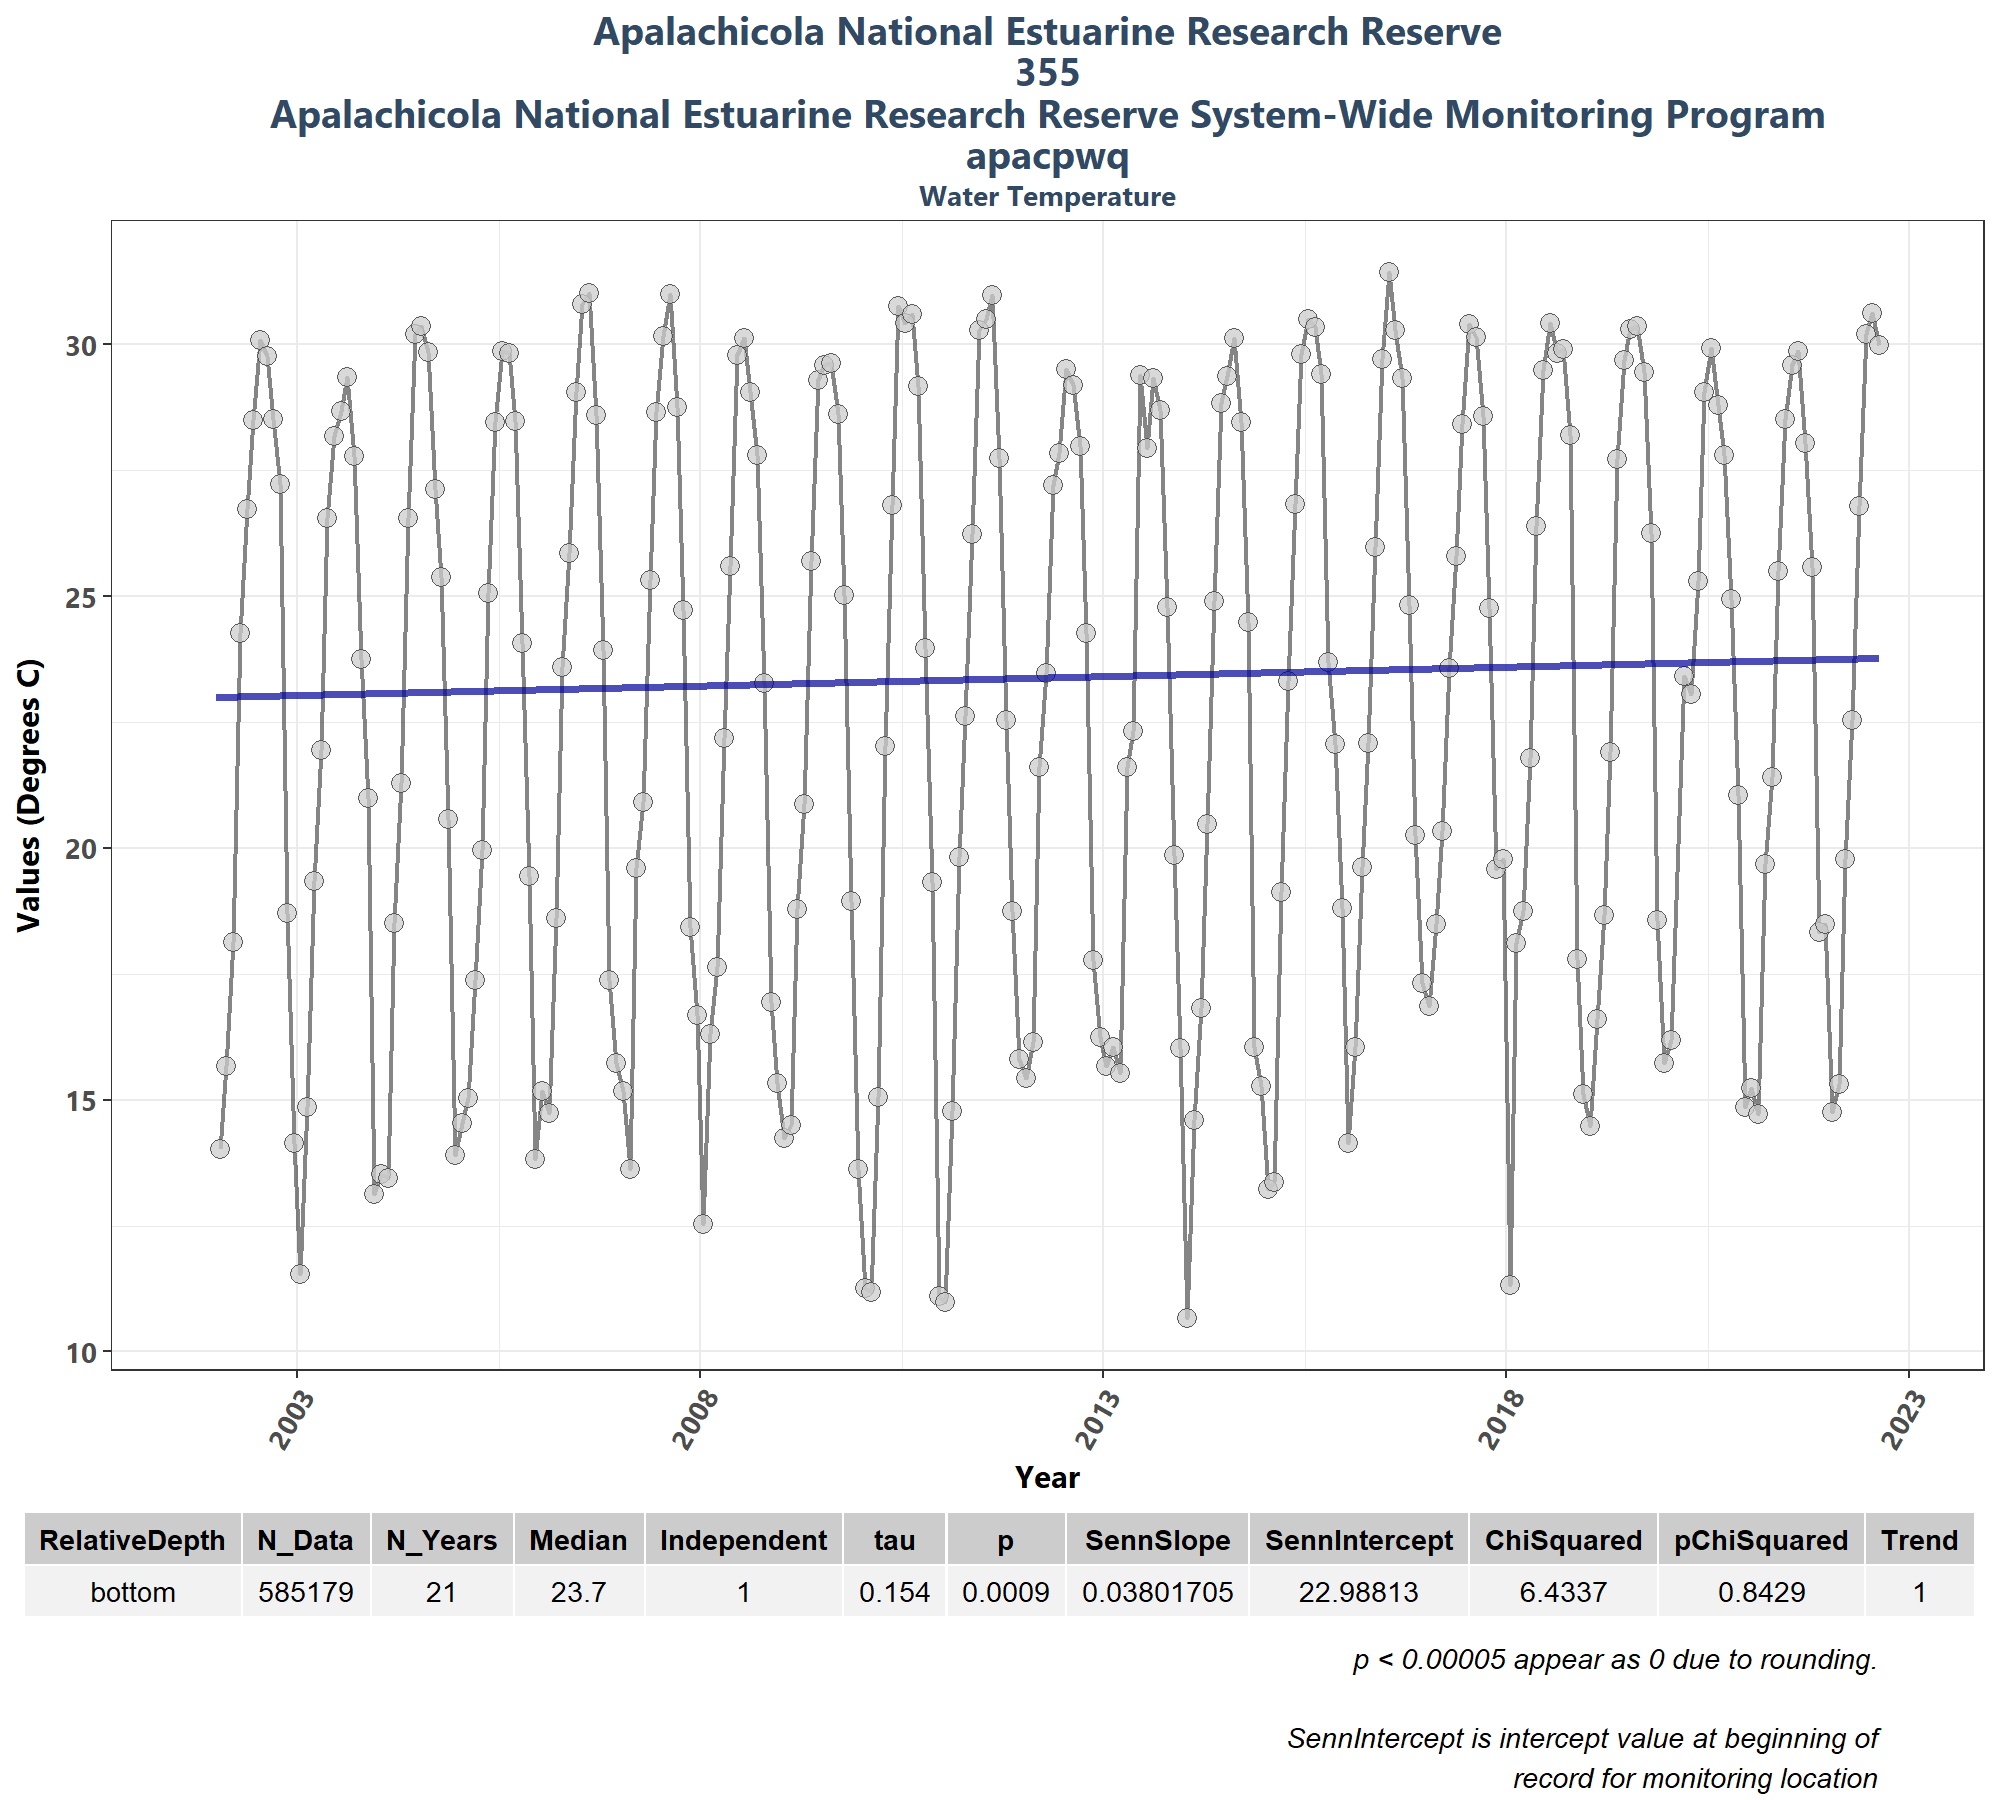 Apalachicola National Estuarine Research Reserve
355
Apalachicola National Estuarine Research Reserve System-Wide Monitoring Program
apacpwq
Water Temperature
Values (Degrees C)
30
25
20
15
10
2003 2008 2013 2018 2023
Year
RelativeDepth N_Data N_Years Median Independent tau p SennSlope SennIntercept ChiSquared pChiSquared Trend
bottom 585179 21 23.7 1 0.154 0.0009 0.03801705 22.98813 6.4337 0.8429 1
p < 0.00005 appear as 0 due to rounding.
SennIntercept is intercept value at beginning of
record for monitoring location